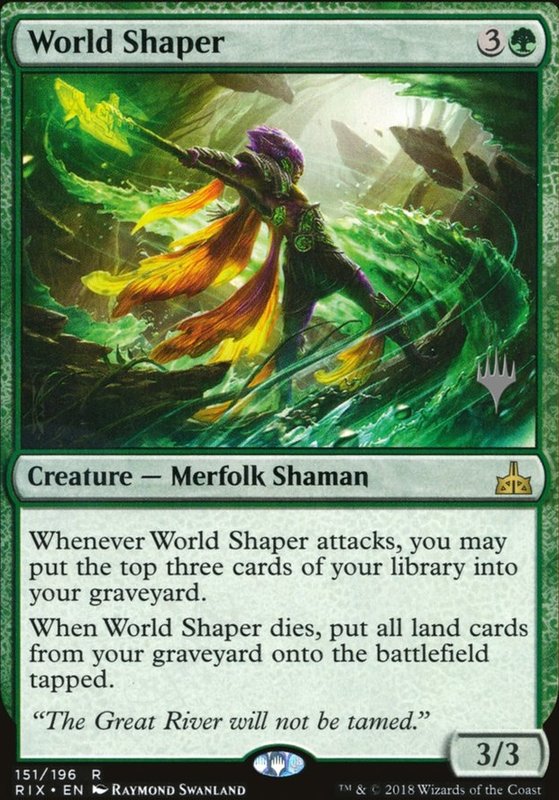 World Shaper 3
Creature — Merfolk Shaman
Whenever World Shaper attacks, you may
put the top three cards of your library into
your graveyard.
When World Shaper dies, put all land cards
from your graveyard onto the battlefield
tapped.
“The Great River will not be tamed.”
3/3
151/196 R
RIX • EN Raymond Swanland
™ & © 2018 Wizards of the Coast